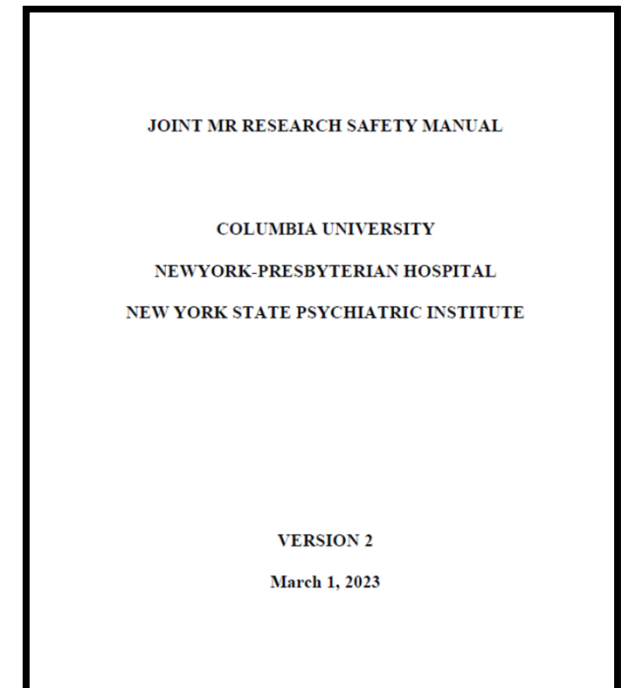 JOINT MR RESEARCH SAFETY MANUAL
COLUMBIA UNIVERSITY
NEWYORK-PRESBYTERIAN HOSPITAL
NEW YORK STATE PSYCHIATRIC INSTITUTE
VERSION 2
March 1, 2023